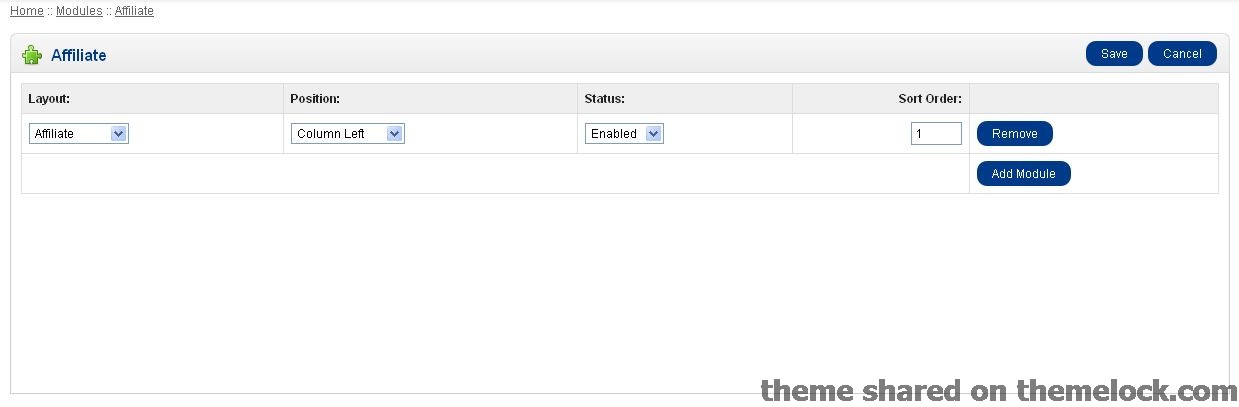 Home :: Modules :: Affiliate
Affiliate Save Cancel
Layout: Position: Status: Sort Order:
Affiliate Column Left Enabled 1 Remove
Add Module
theme shared on themelock.com